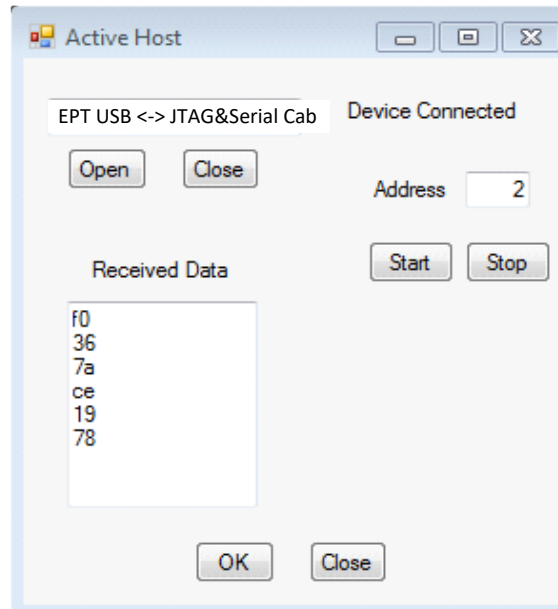 Active Host
EPT USB <-> JTAG&Serial Cab
Device Connected
Open Close
Address 2
Start Stop
Received Data
f0
36
7a
ce
19
78
OK Close